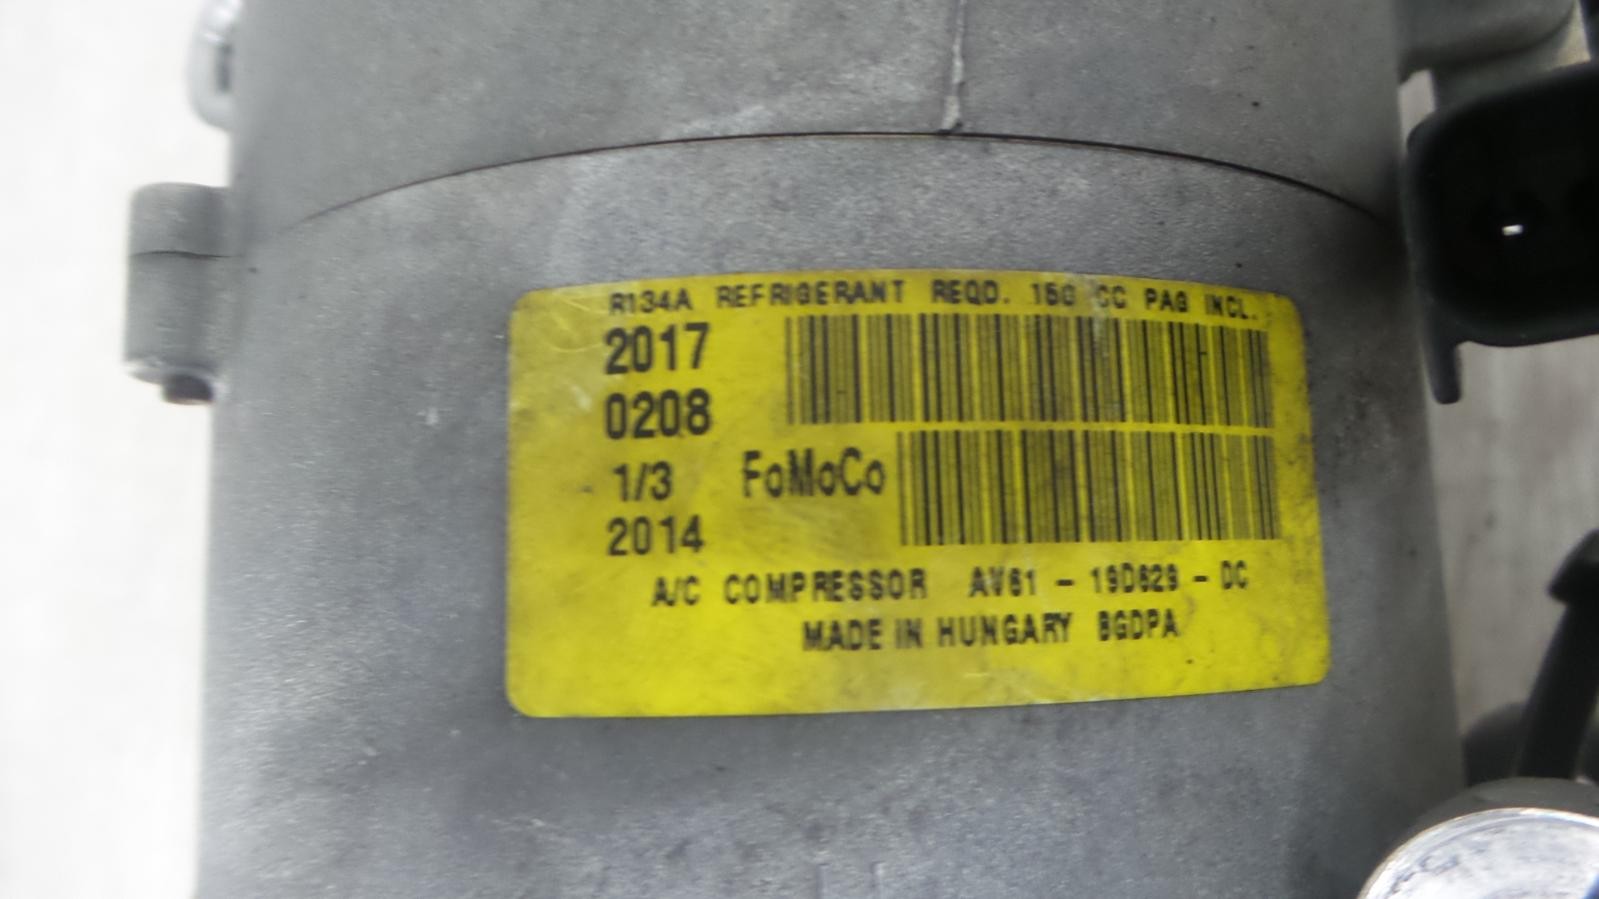 R134A REFRIGERANT REQD. 150 CC PAG INCL.
2017
0208
1/3 FoMoCo
2014
A/C COMPRESSOR AV61 - 19D629 - DC
MADE IN HUNGARY BGDPA